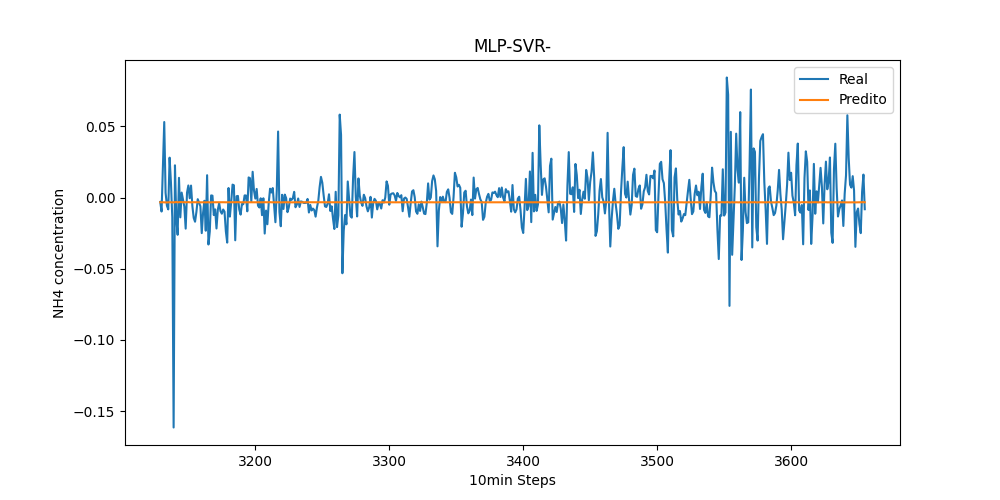 MLP-SVR-
Real
Predito
NH4 concentration
0.05
0.00
−0.05
−0.10
−0.15
3200 3300 3400 3500 3600
10min Steps